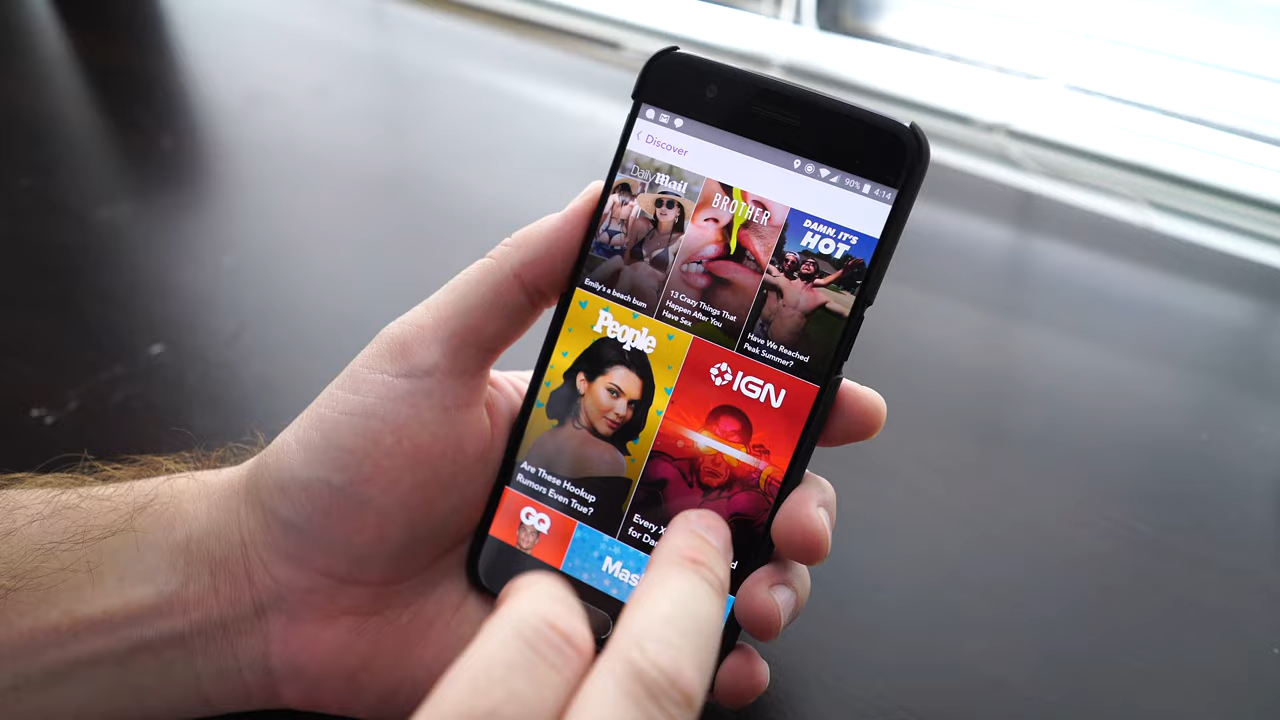 90% 4:14
Discover
Daily Mail
Emily's a beach bum
BROTHER
13 Crazy Things That
Happen After You
Have Sex
DAMN, IT'S
HOT
Have We Reached
Peak Summer?
People
Are These Hookup
Rumors Even True?
IGN
Every X
for Da
GQ
Mas